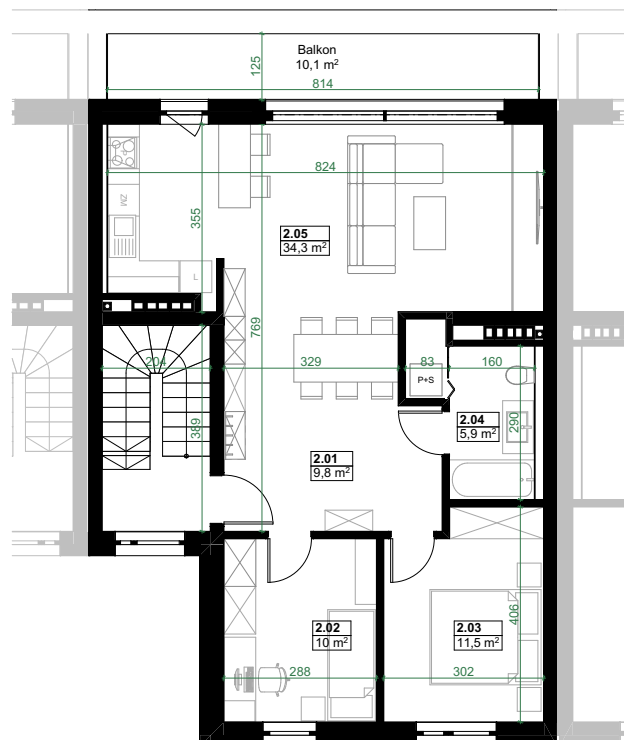 Balkon
10,1 m²
125
814
824
ZM
355
2.05
34,3 m²
L
769
204
329
83
160
P+S
389
2.04
5,9 m²
290
2.01
9,8 m²
406
2.02
10 m²
2.03
11,5 m²
288
302